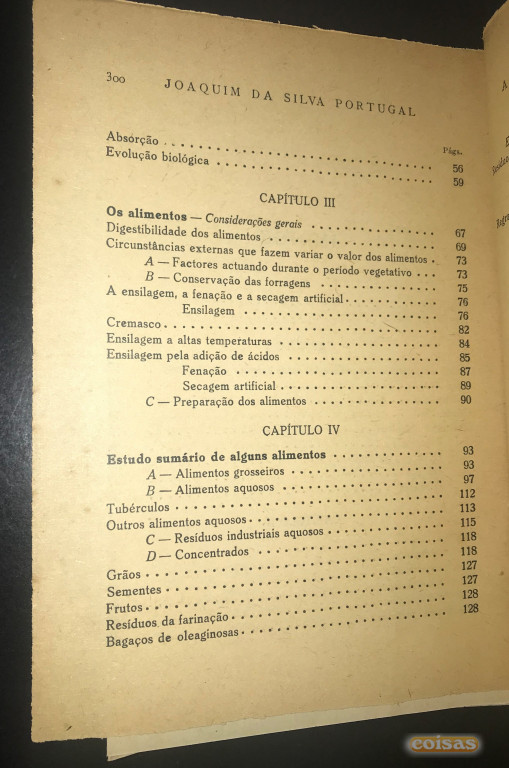 300 JOAQUIM DA SILVA PORTUGAL
Págs.
Absorção . . . . . . . . . . . . . . . . . . . . 56
Evolução biológica . . . . . . . . . . . . . . . . 59
CAPÍTULO III
Os alimentos — Considerações gerais . . . . . . . . . 67
Digestibilidade dos alimentos . . . . . . . . . . . . 69
Circunstâncias externas que fazem variar o valor dos alimentos . 73
A — Factores actuando durante o período vegetativo . . . 73
B — Conservação das forragens . . . . . . . . . 75
A ensilagem, a fenação e a secagem artificial . . . . . . . 76
Ensilagem . . . . . . . . . . . . . . 76
Cremasco . . . . . . . . . . . . . . . . . . . . 82
Ensilagem a altas temperaturas . . . . . . . . . . . 84
Ensilagem pela adição de ácidos . . . . . . . . . . . 85
Fenação . . . . . . . . . . . . . . . 87
Secagem artificial . . . . . . . . . . . 89
C — Preparação dos alimentos . . . . . . . . . 90
CAPÍTULO IV
Estudo sumário de alguns alimentos . . . . . . . . . 93
A — Alimentos grosseiros . . . . . . . . . . . 93
B — Alimentos aquosos . . . . . . . . . . . . 97
Tubérculos . . . . . . . . . . . . . . . . . . . 112
Outros alimentos aquosos . . . . . . . . . . . . . . 113
C — Resíduos industriais aquosos . . . . . . . . 115
D — Concentrados . . . . . . . . . . . . . . 118
Grãos . . . . . . . . . . . . . . . . . . . . . 118
Sementes . . . . . . . . . . . . . . . . . . . . 127
Frutos . . . . . . . . . . . . . . . . . . . . . 127
Resíduos da farinação . . . . . . . . . . . . . . . 128
Bagaços de oleaginosas . . . . . . . . . . . . . . . 128
coisas